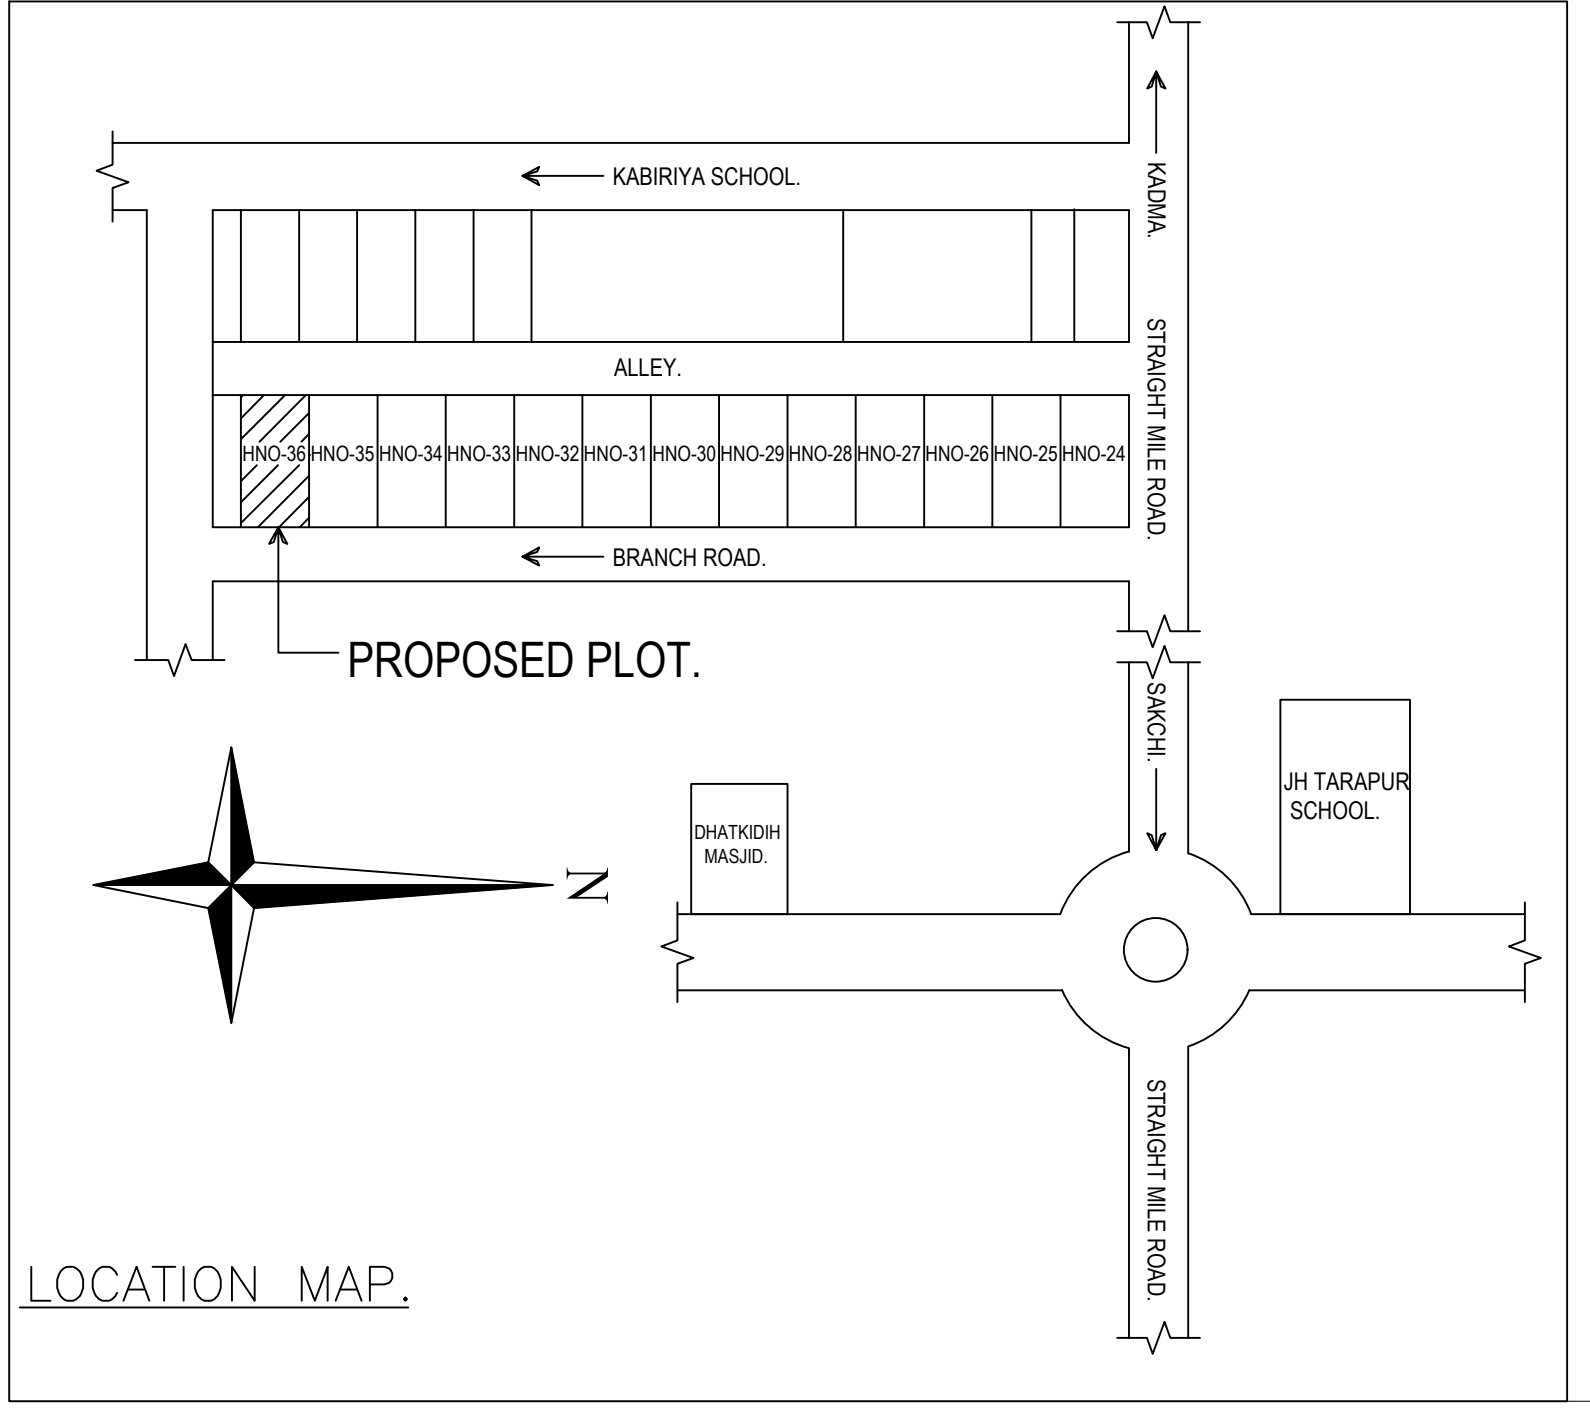 KADMA.
KABIRIYA SCHOOL.
STRAIGHT MILE ROAD.
ALLEY.
HNO-36
HNO-35
HNO-34
HNO-33
HNO-32
HNO-31
HNO-30
HNO-29
HNO-28
HNO-27
HNO-26
HNO-25
HNO-24
BRANCH ROAD.
PROPOSED PLOT.
SAKCHI.
JH TARAPUR
SCHOOL.
DHATKIDIH
MASJID.
N
STRAIGHT MILE ROAD.
LOCATION MAP.